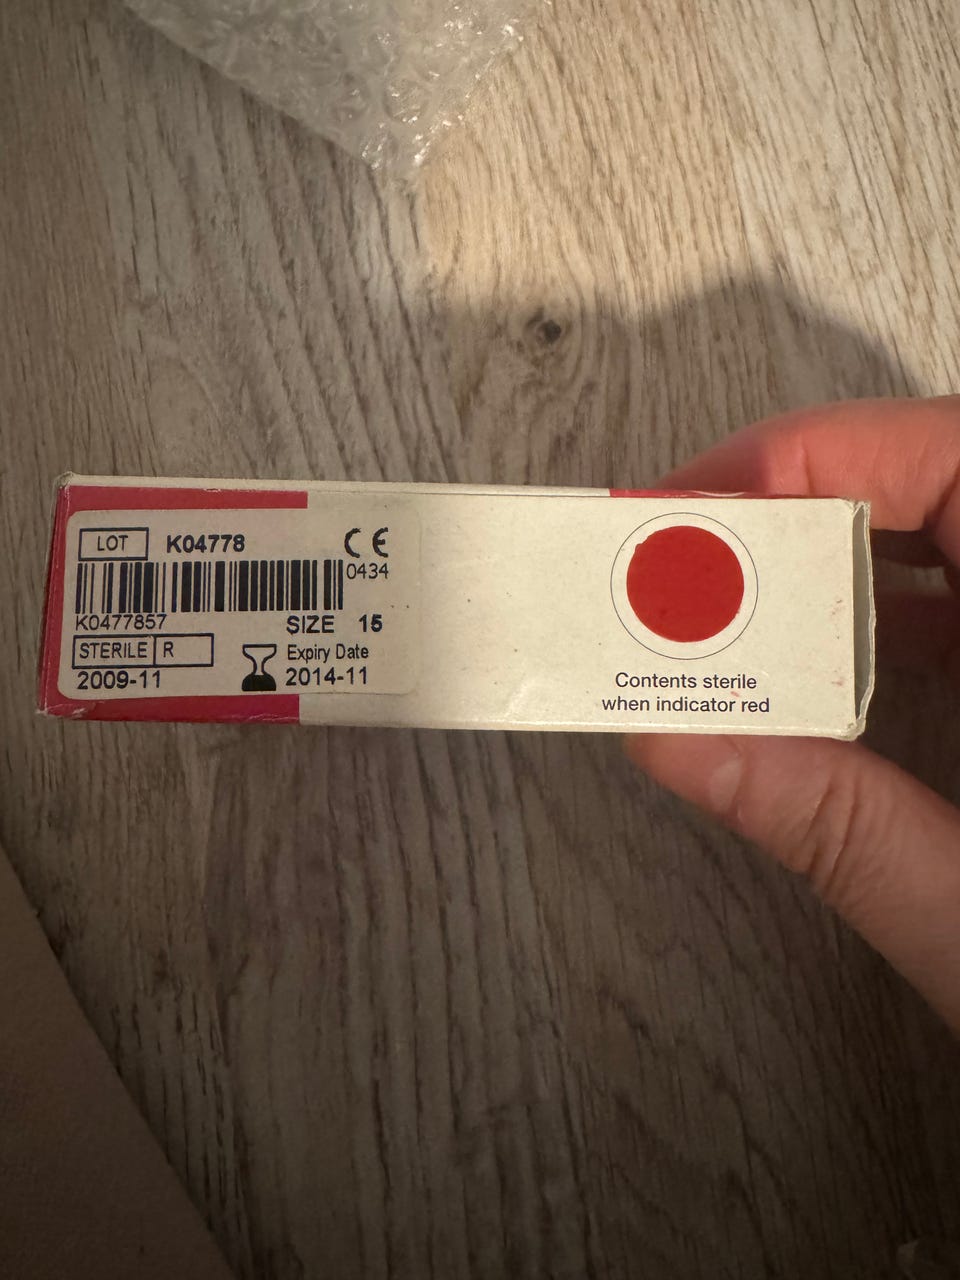 LOT K04778 CE
0434
K0477857
SIZE 15
STERILE R
Expiry Date
2009-11
2014-11
Contents sterile
when indicator red